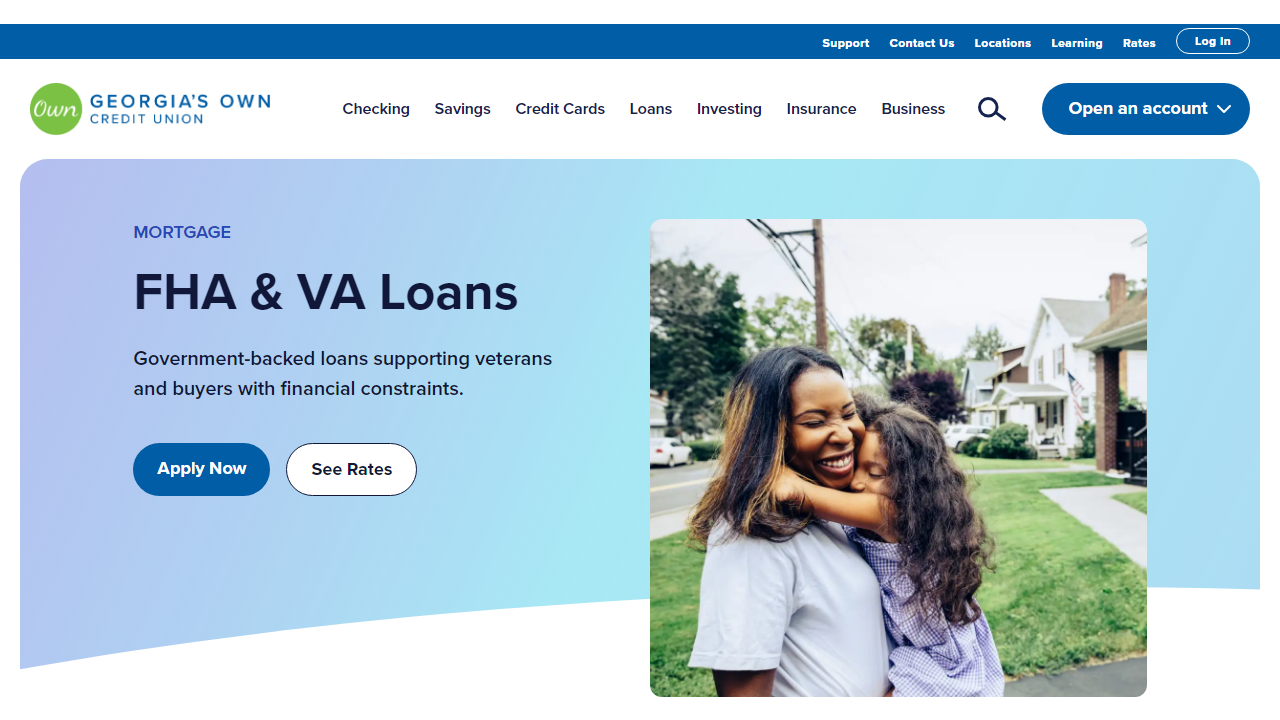 Support Contact Us Locations Learning Rates Log In
Own GEORGIA'S OWN
CREDIT UNION
Checking Savings Credit Cards Loans Investing Insurance Business Open an account
MORTGAGE
FHA & VA Loans
Government-backed loans supporting veterans
and buyers with financial constraints.
Apply Now See Rates